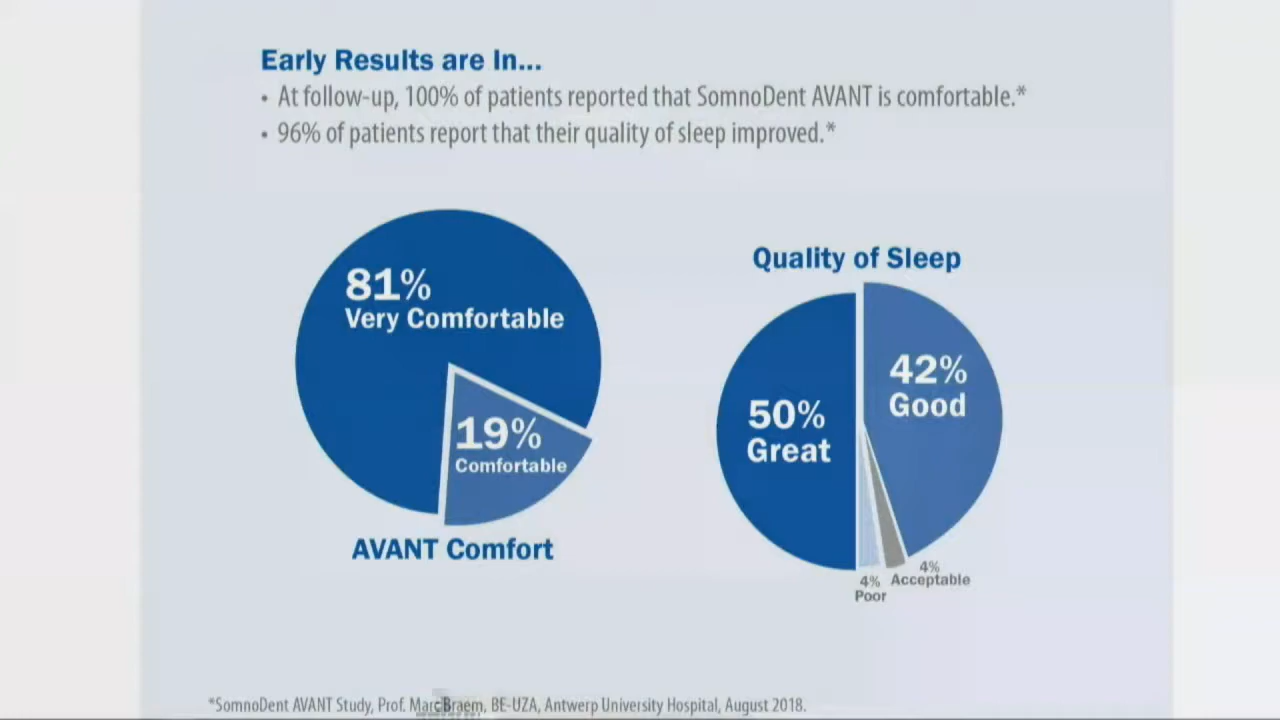 Early Results are In...
• At follow-up, 100% of patients reported that SomnoDent AVANT is comfortable.*
• 96% of patients report that their quality of sleep improved.*
81%
Very Comfortable
19%
Comfortable
AVANT Comfort
Quality of Sleep
50%
Great
42%
Good
4%
Poor
4%
Acceptable
*SomnoDent AVANT Study, Prof. Marc Braem, BE-UZA, Antwerp University Hospital, August 2018.